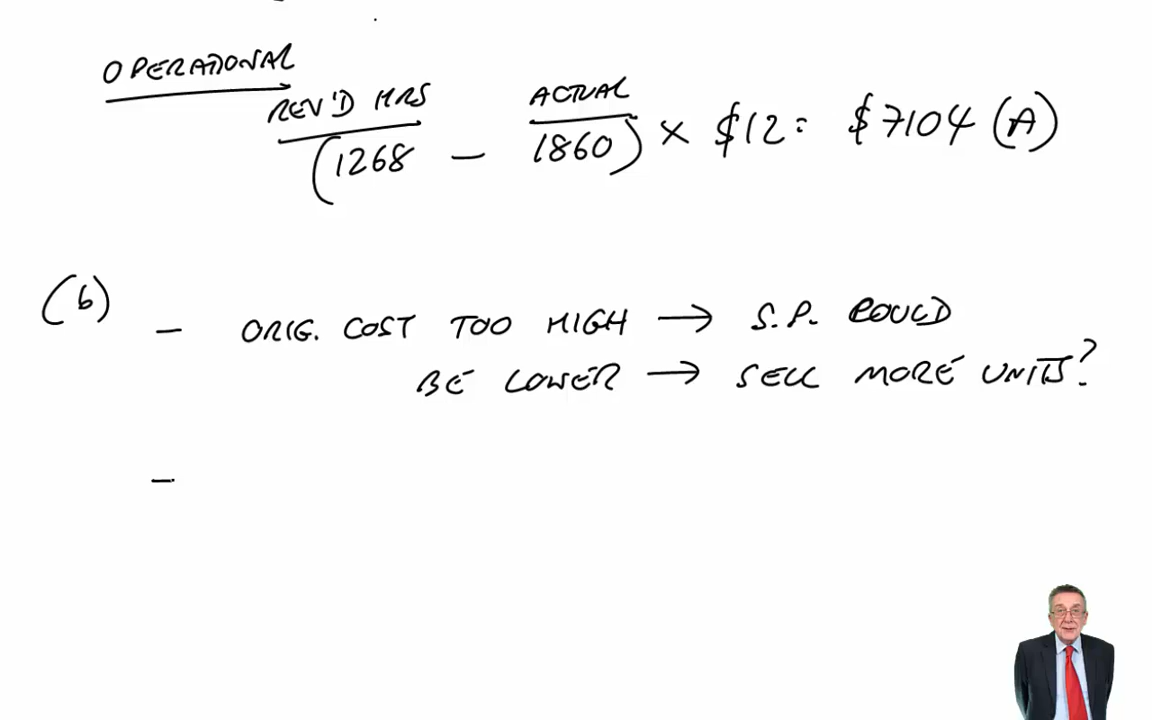 OPERATIONAL
REV'D HRS ACTUAL
(1268 - 1860) × $12 = $7104 (A)
(b) - ORIG. COST TOO HIGH → S.P. COULD
BE LOWER → SELL MORE UNITS?
-